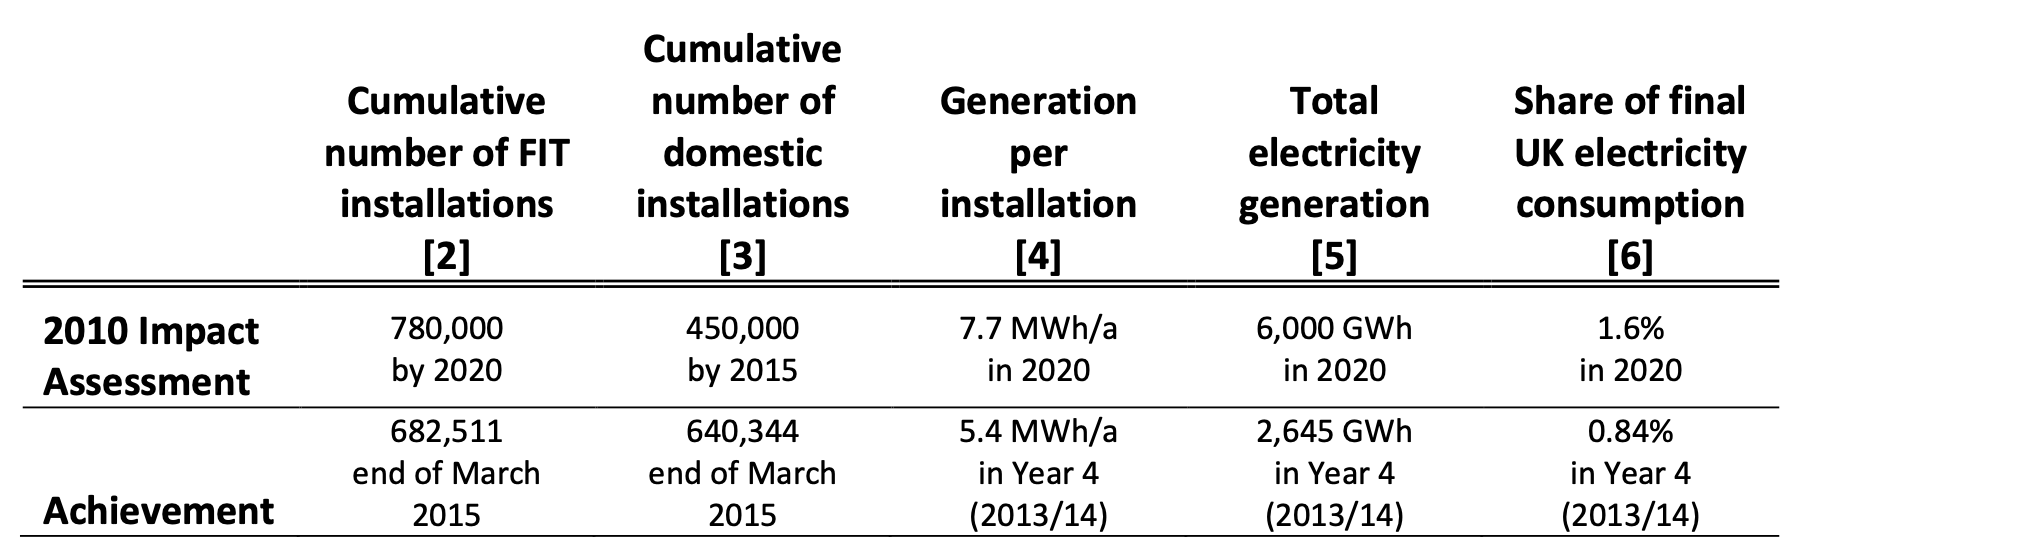 Cumulative number of FIT installations [2]
Cumulative number of domestic installations [3]
Generation per installation [4]
Total electricity generation [5]
Share of final UK electricity consumption [6]
2010 Impact Assessment
780,000 by 2020
450,000 by 2015
7.7 MWh/a in 2020
6,000 GWh in 2020
1.6% in 2020
Achievement
682,511 end of March 2015
640,344 end of March 2015
5.4 MWh/a in Year 4 (2013/14)
2,645 GWh in Year 4 (2013/14)
0.84% in Year 4 (2013/14)